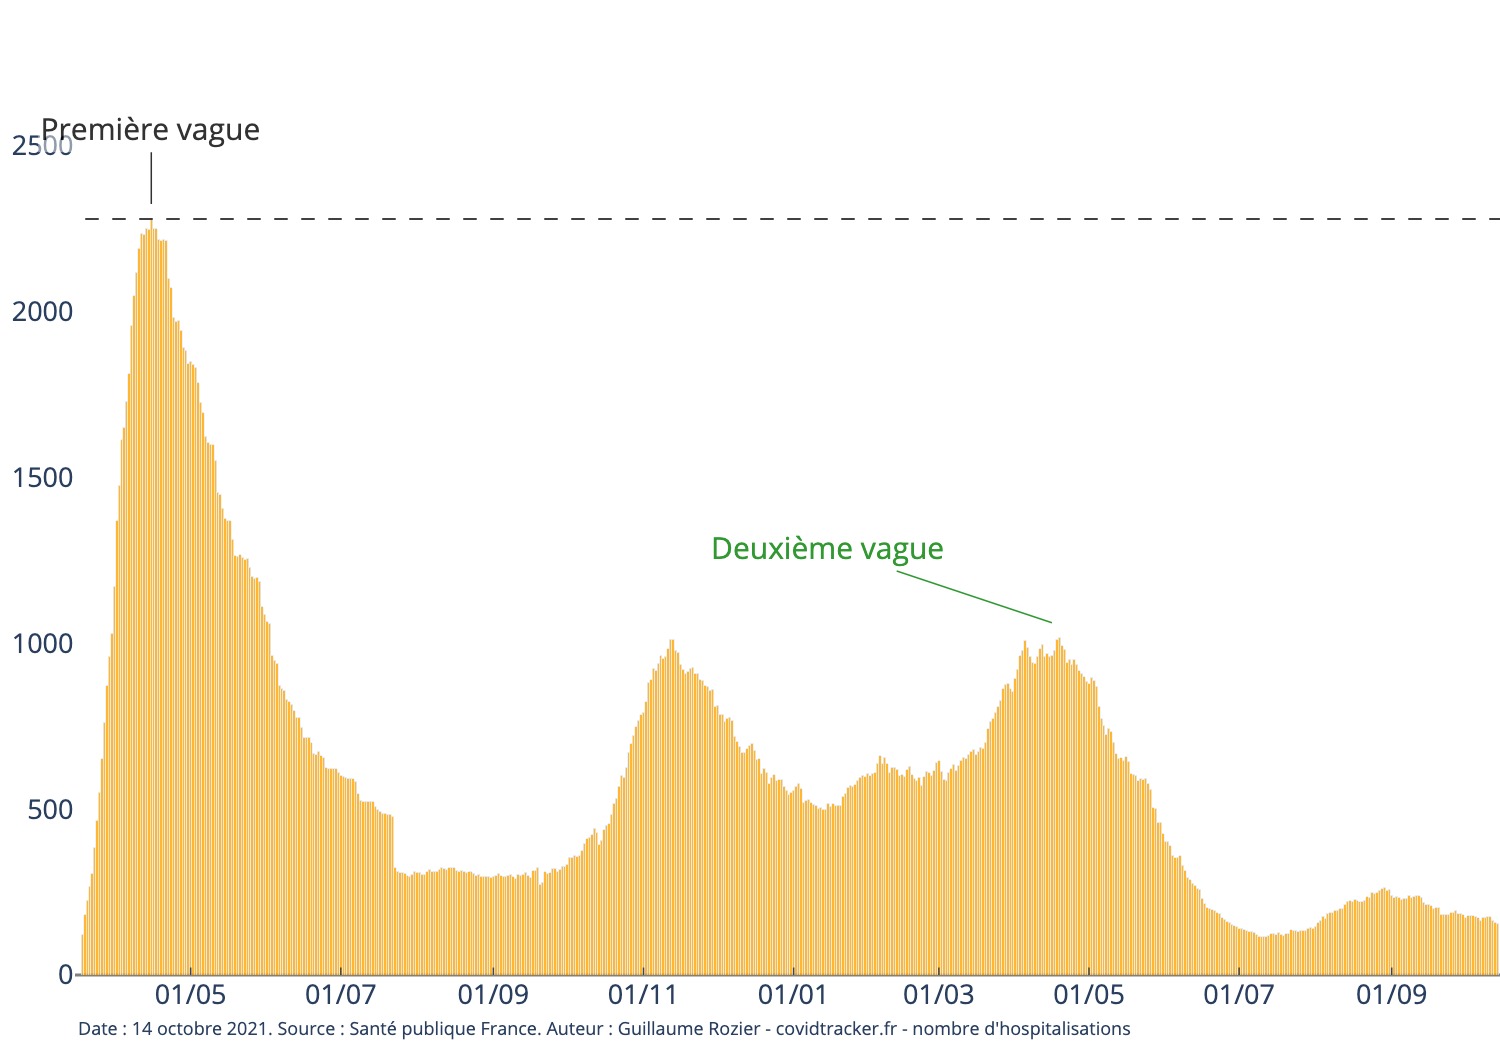 Première vague
2500
2000
1500
Deuxième vague
1000
500
0
01/05 01/07 01/09 01/11 01/01 01/03 01/05 01/07 01/09
Date : 14 octobre 2021. Source : Santé publique France. Auteur : Guillaume Rozier - covidtracker.fr - nombre d'hospitalisations